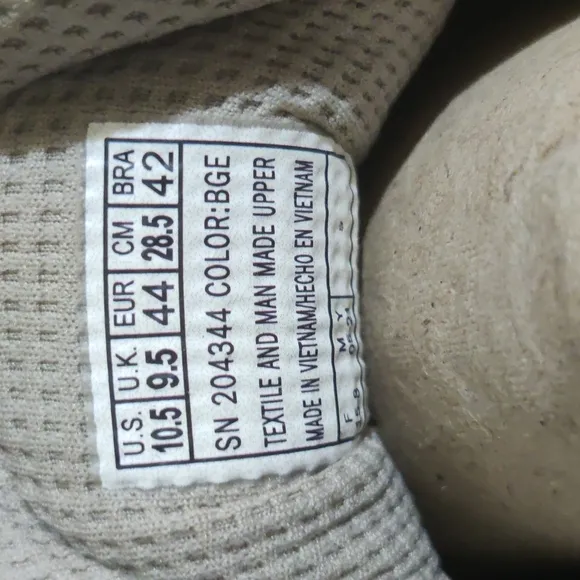 U.S. U.K. EUR CM BRA
10.5 9.5 44 28.5 42
SN 204344 COLOR:BGE
TEXTILE AND MAN MADE UPPER
MADE IN VIETNAM/HECHO EN VIETNAM
F M Y